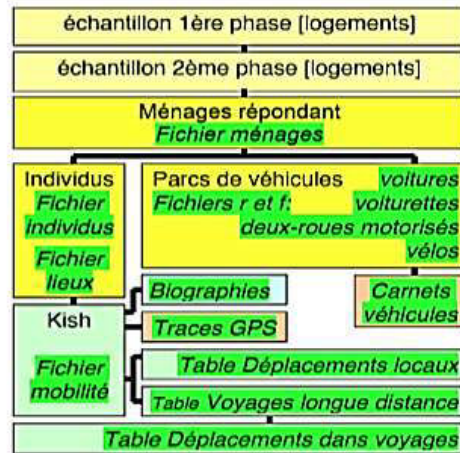 échantillon 1ère phase [logements]
échantillon 2ème phase [logements]
Ménages répondant
Fichier ménages
Individus
Fichier
individus
Fichier
lieux
Parcs de véhicules voitures
Fichiers r et f: voiturettes
deux-roues motorisés
vélos
Kish
Fichier
mobilité
Biographies
Traces GPS
Carnets
véhicules
Table Déplacements locaux
Table Voyages longue distance
Table Déplacements dans voyages